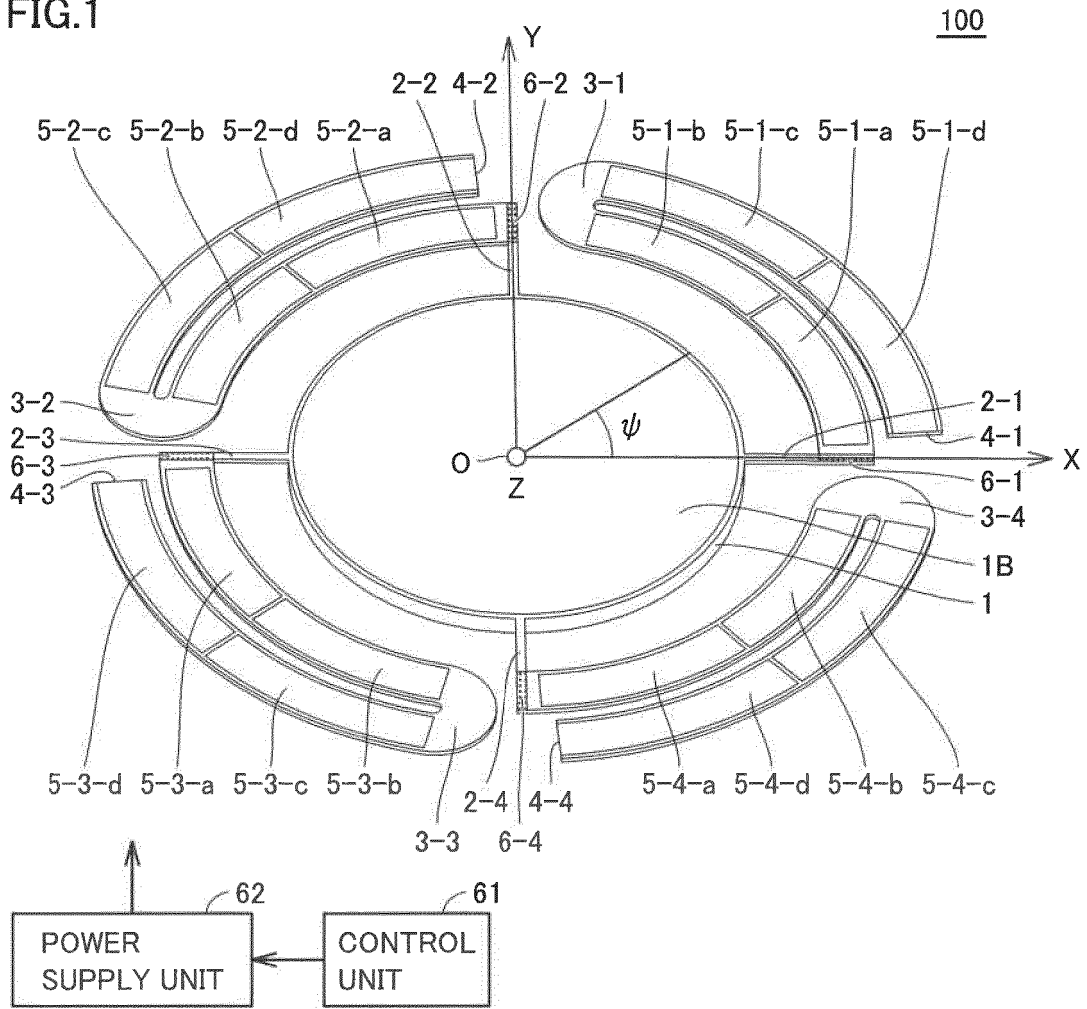 FIG.1
100
Y
2-2 4-2 6-2 3-1
5-2-c 5-2-b 5-2-d 5-2-a 5-1-b 5-1-c 5-1-a 5-1-d
3-2
2-3
6-3
4-3
O
Z
ψ
X
2-1
4-1
6-1
3-4
1B
1
5-3-d 5-3-a 5-3-c 5-3-b 2-4 4-4 5-4-a 5-4-d 5-4-b 5-4-c
3-3 6-4
62 61
POWER
SUPPLY UNIT
CONTROL
UNIT